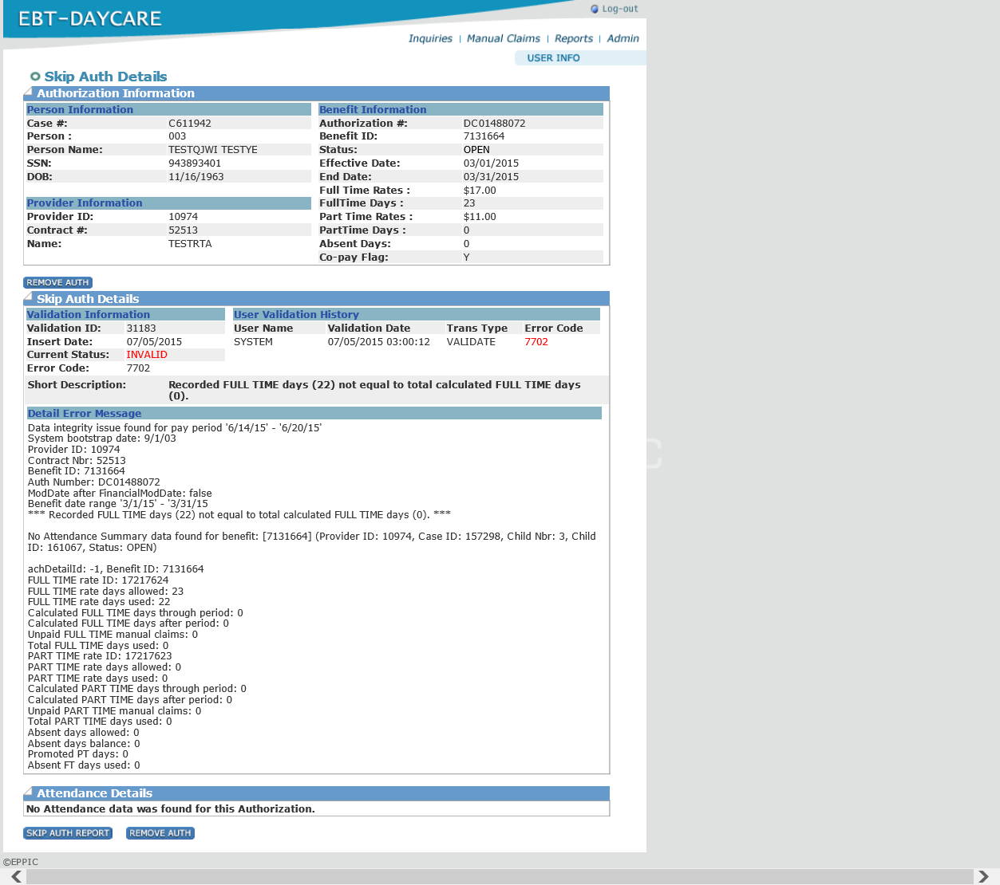 EBT-DAYCARE
Log-out
Inquiries | Manual Claims | Reports | Admin
USER INFO
Skip Auth Details
Authorization Information
Person Information
Case #: C611942
Person : 003
Person Name: TESTQJWI TESTYE
SSN: 943893401
DOB: 11/16/1963
Provider Information
Provider ID: 10974
Contract #: 52513
Name: TESTRTA
Benefit Information
Authorization #: DC01488072
Benefit ID: 7131664
Status: OPEN
Effective Date: 03/01/2015
End Date: 03/31/2015
Full Time Rates : $17.00
FullTime Days : 23
Part Time Rates : $11.00
PartTime Days : 0
Absent Days: 0
Co-pay Flag: Y
REMOVE AUTH
Skip Auth Details
Validation Information
Validation ID: 31183
Insert Date: 07/05/2015
Current Status: INVALID
Error Code: 7702
User Validation History
User Name Validation Date Trans Type Error Code
SYSTEM 07/05/2015 03:00:12 VALIDATE 7702
Short Description: Recorded FULL TIME days (22) not equal to total calculated FULL TIME days
(0).
Detail Error Message
Data integrity issue found for pay period '6/14/15' - '6/20/15'
System bootstrap date: 9/1/03
Provider ID: 10974
Contract Nbr: 52513
Benefit ID: 7131664
Auth Number: DC01488072
ModDate after FinancialModDate: false
Benefit date range '3/1/15' - '3/31/15
*** Recorded FULL TIME days (22) not equal to total calculated FULL TIME days (0). ***
No Attendance Summary data found for benefit: [7131664] (Provider ID: 10974, Case ID: 157298, Child Nbr: 3, Child
ID: 161067, Status: OPEN)
achDetailId: -1, Benefit ID: 7131664
FULL TIME rate ID: 17217624
FULL TIME rate days allowed: 23
FULL TIME rate days used: 22
Calculated FULL TIME days through period: 0
Calculated FULL TIME days after period: 0
Unpaid FULL TIME manual claims: 0
Total FULL TIME days used: 0
PART TIME rate ID: 17217623
PART TIME rate days allowed: 0
PART TIME rate days used: 0
Calculated PART TIME days through period: 0
Calculated PART TIME days after period: 0
Unpaid PART TIME manual claims: 0
Total PART TIME days used: 0
Absent days allowed: 0
Absent days balance: 0
Promoted PT days: 0
Absent FT days used: 0
Attendance Details
No Attendance data was found for this Authorization.
SKIP AUTH REPORT REMOVE AUTH
©EPPIC